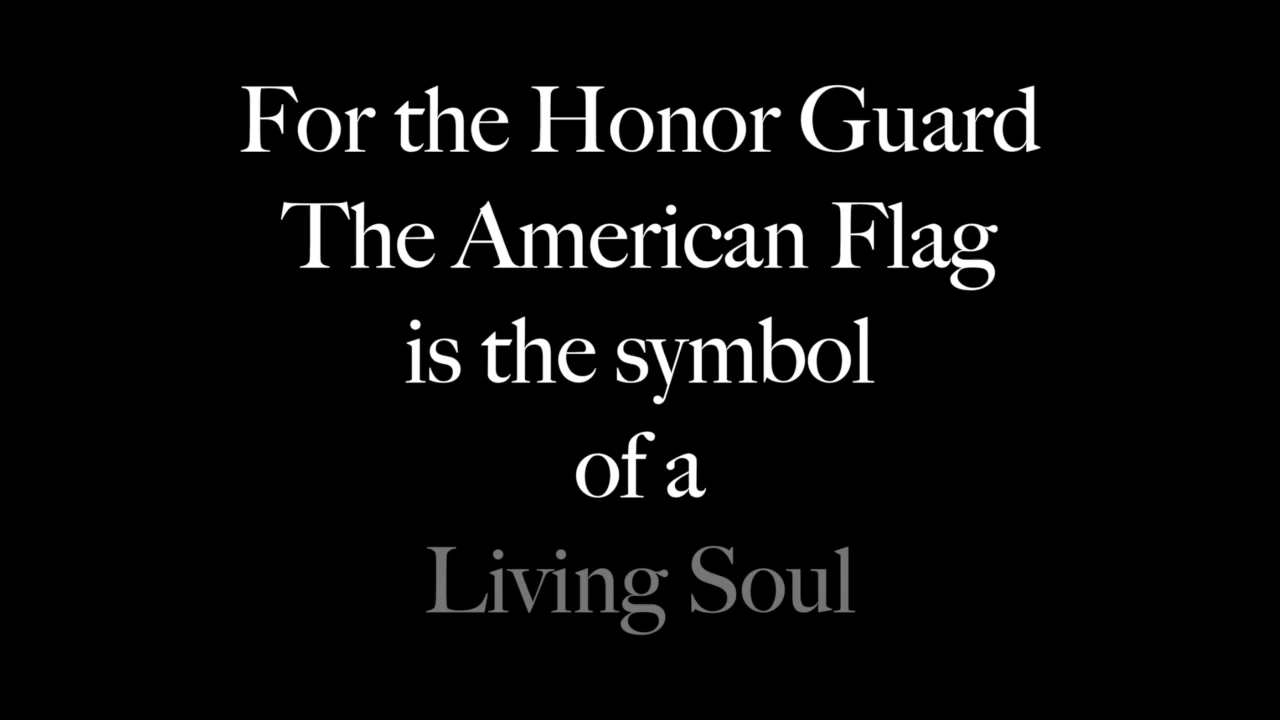 For the Honor Guard
The American Flag
is the symbol
of a
Living Soul